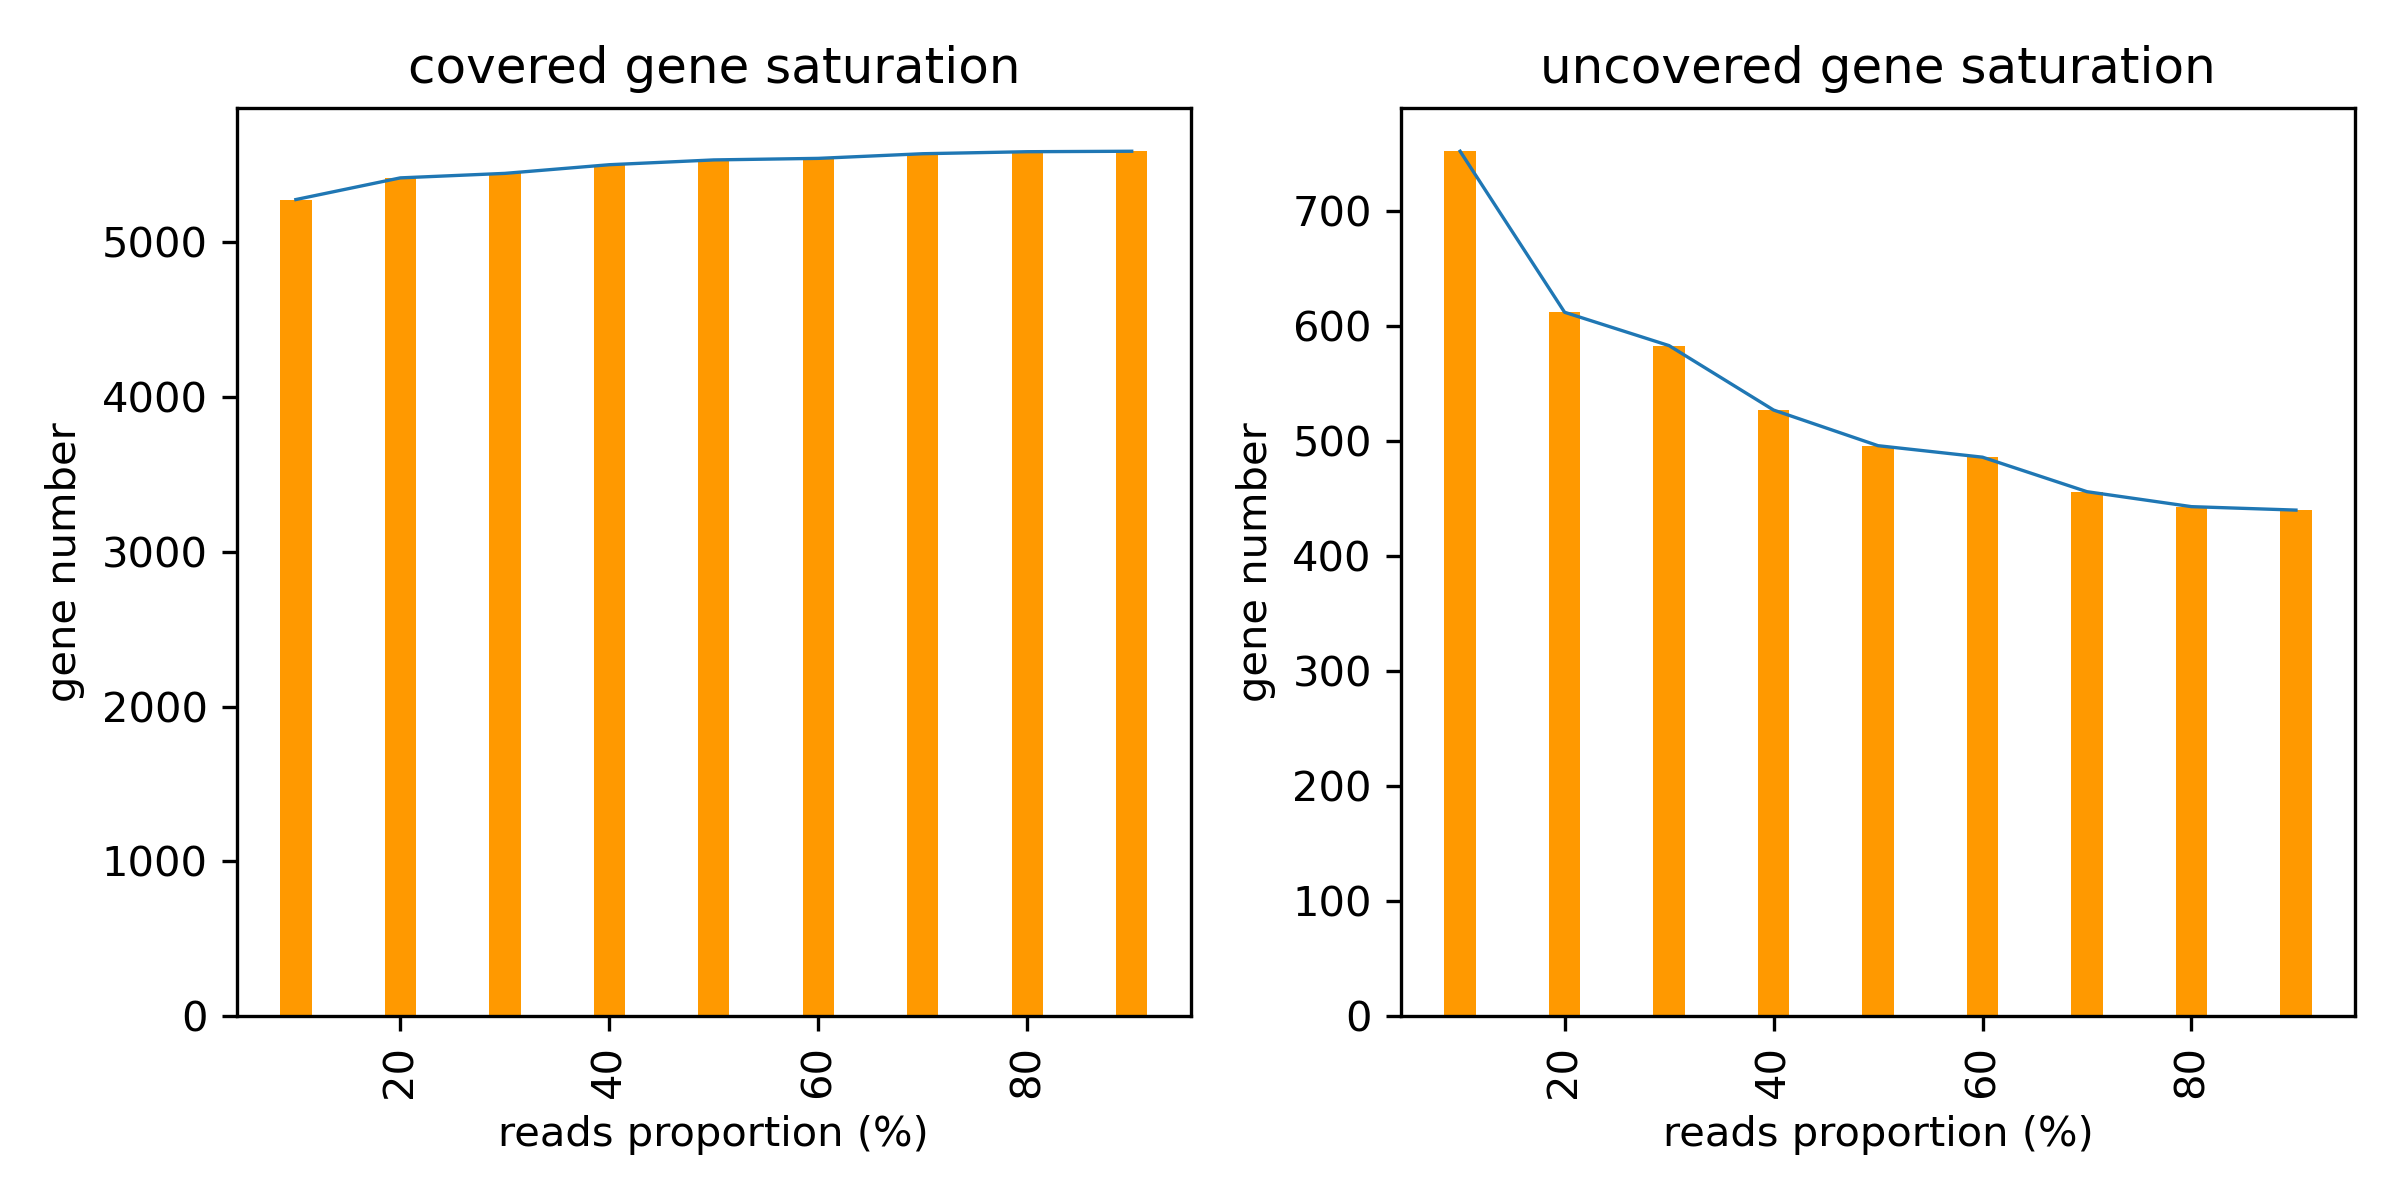 covered gene saturation
gene number
5000
4000
3000
2000
1000
0
20 40 60 80
reads proportion (%)
uncovered gene saturation
gene number
700
600
500
400
300
200
100
0
20 40 60 80
reads proportion (%)